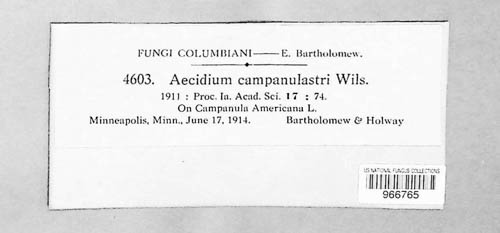 FUNGI COLUMBIANI—E. Bartholomew.
4603. Aecidium campanulastri Wils.
1911 : Proc. Ia. Acad. Sci. 17 : 74.
On Campanula Americana L.
Minneapolis, Minn., June 17, 1914. Bartholomew & Holway
US NATIONAL FUNGUS COLLECTIONS
966765